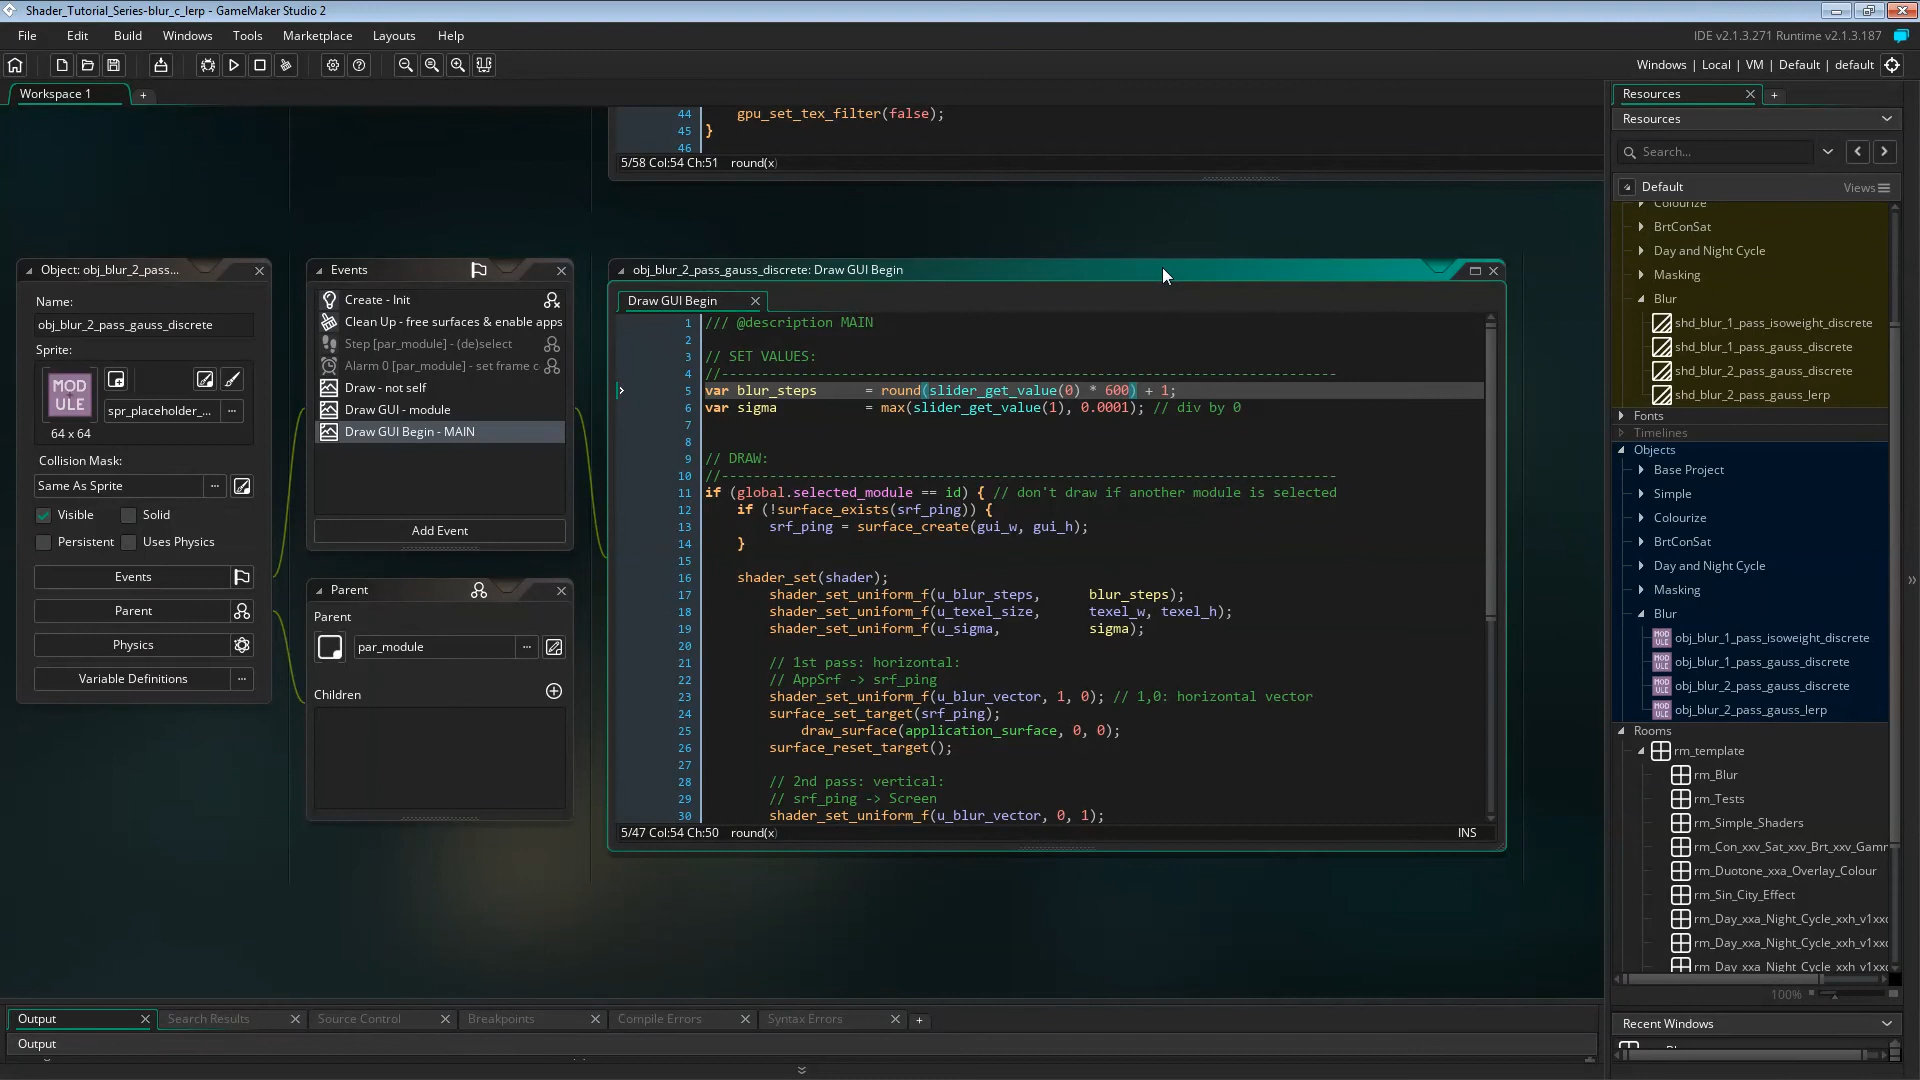 Shader_Tutorial_Series-blur_c_lerp - GameMaker Studio 2
File Edit Build Windows Tools Marketplace Layouts Help
IDE v2.1.3.271 Runtime v2.1.3.187
Windows | Local | VM | Default | default
Workspace 1
44 gpu_set_tex_filter(false);
45 }
46
5/58 Col:54 Ch:51 round(x)
Object: obj_blur_2_pass...
Name:
obj_blur_2_pass_gauss_discrete
Sprite:
MOD
ULE
spr_placeholder_... ...
64 x 64
Collision Mask:
Same As Sprite ...
Visible Solid
Persistent Uses Physics
Events
Parent
Physics
Variable Definitions ...
Events
Create - Init
Clean Up - free surfaces & enable apps
Step [par_module] - (de)select
Alarm 0 [par_module] - set frame c
Draw - not self
Draw GUI - module
Draw GUI Begin - MAIN
Add Event
Parent
Parent
par_module ...
Children
obj_blur_2_pass_gauss_discrete: Draw GUI Begin
Draw GUI Begin
1 /// @description MAIN
2
3 // SET VALUES:
4 //-----------------------------------------------------------------------------
5 var blur_steps = round(slider_get_value(0) * 600) + 1;
6 var sigma = max(slider_get_value(1), 0.0001); // div by 0
7
8
9 // DRAW:
10 //-----------------------------------------------------------------------------
11 if (global.selected_module == id) { // don't draw if another module is selected
12 if (!surface_exists(srf_ping)) {
13 srf_ping = surface_create(gui_w, gui_h);
14 }
15
16 shader_set(shader);
17 shader_set_uniform_f(u_blur_steps, blur_steps);
18 shader_set_uniform_f(u_texel_size, texel_w, texel_h);
19 shader_set_uniform_f(u_sigma, sigma);
20
21 // 1st pass: horizontal:
22 // AppSrf -> srf_ping
23 shader_set_uniform_f(u_blur_vector, 1, 0); // 1,0: horizontal vector
24 surface_set_target(srf_ping);
25 draw_surface(application_surface, 0, 0);
26 surface_reset_target();
27
28 // 2nd pass: vertical:
29 // srf_ping -> Screen
30 shader_set_uniform_f(u_blur_vector, 0, 1);
5/47 Col:54 Ch:50 round(x)
INS
Resources
Resources
Search...
Default
Views
Colourize
BrtConSat
Day and Night Cycle
Masking
Blur
shd_blur_1_pass_isoweight_discrete
shd_blur_1_pass_gauss_discrete
shd_blur_2_pass_gauss_discrete
shd_blur_2_pass_gauss_lerp
Fonts
Timelines
Objects
Base Project
Simple
Colourize
BrtConSat
Day and Night Cycle
Masking
Blur
obj_blur_1_pass_isoweight_discrete
obj_blur_1_pass_gauss_discrete
obj_blur_2_pass_gauss_discrete
obj_blur_2_pass_gauss_lerp
Rooms
rm_template
rm_Blur
rm_Tests
rm_Simple_Shaders
rm_Con_xxv_Sat_xxv_Brt_xxv_Gamr
rm_Duotone_xxa_Overlay_Colour
rm_Sin_City_Effect
rm_Day_xxa_Night_Cycle_xxh_v1xxc
rm_Day_xxa_Night_Cycle_xxh_v1xxc
rm_Day_xxa_Night_Cycle_xxh_v1xxc
100%
Recent Windows
Output Search Results Source Control Breakpoints Compile Errors Syntax Errors
Output